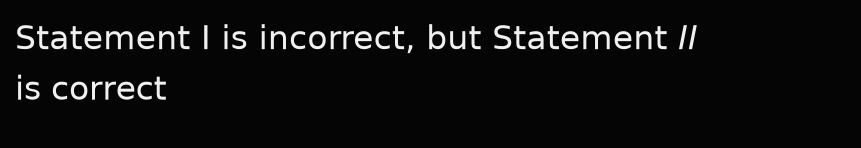 Statement I is incorrect, but Statement II
is correct